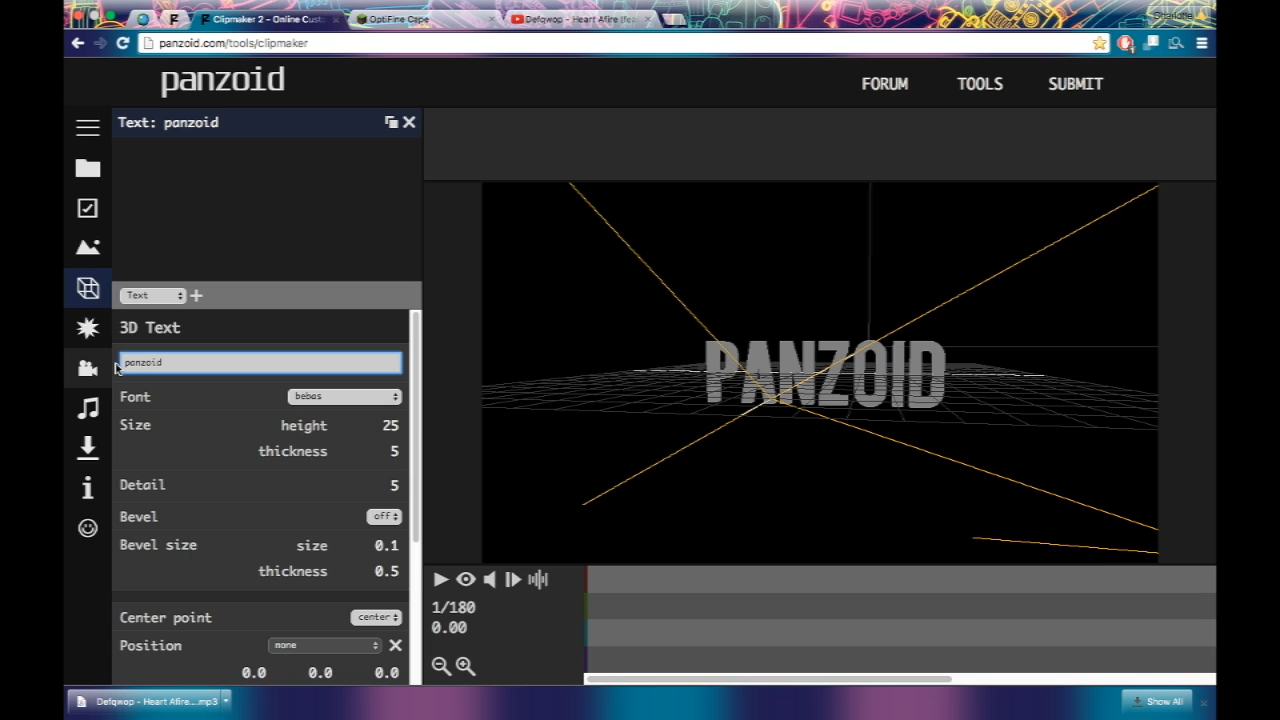 Clipmaker 2 - Online Cust
OptiFine Cape
Defqwop - Heart Afire (fea
Charlotte
panzoid.com/tools/clipmaker
panzoid
FORUM
TOOLS
SUBMIT
Text: panzoid
Text
3D Text
panzoid
Font
bebas
Size
height
25
thickness
5
Detail
5
Bevel
off
Bevel size
size
0.1
thickness
0.5
Center point
center
Position
none
0.0
0.0
0.0
PANZOID
1/180
0.00
Defqwop - Heart Afire....mp3
Show All